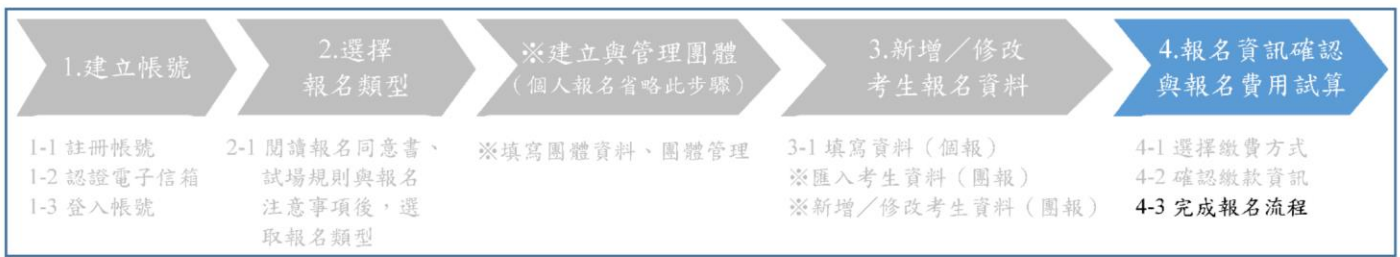 1.建立帳號
2.選擇
報名類型
※建立與管理團體
(個人報名省略此步驟)
3.新增／修改
考生報名資料
4.報名資訊確認
與報名費用試算
1-1 註冊帳號
1-2 認證電子信箱
1-3 登入帳號
2-1 閱讀報名同意書、
試場規則與報名
注意事項後，選
取報名類型
※填寫團體資料、團體管理
3-1 填寫資料（個報）
※匯入考生資料（團報）
※新增／修改考生資料（團報）
4-1 選擇繳費方式
4-2 確認繳款資訊
4-3 完成報名流程